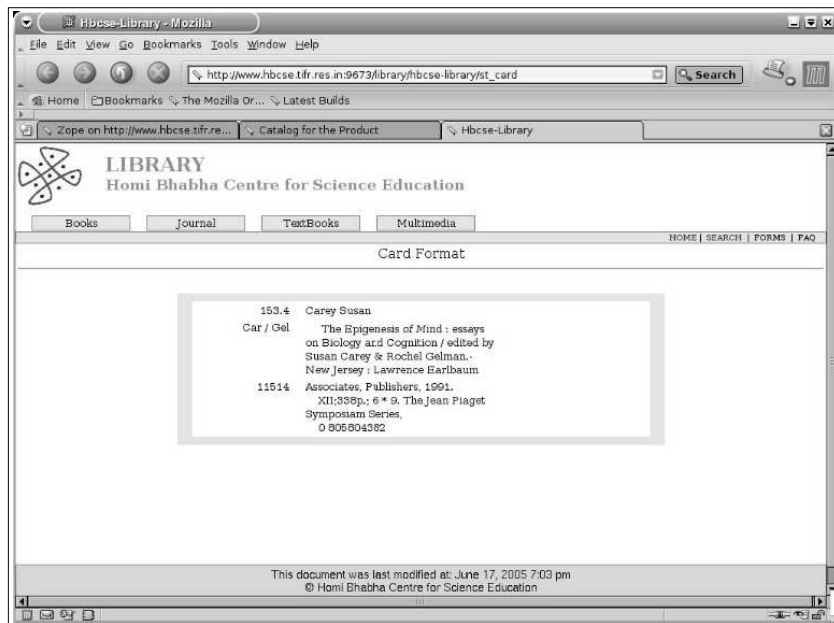 Hbcse-Library - Mozilla
File Edit View Go Bookmarks Tools Window Help
http://www.hbcse.tifr.res.in:9673/library/hbcse-library/st_card Search
Home Bookmarks The Mozilla Or... Latest Builds
Zope on http://www.hbcse.tifr.re... Catalog for the Product Hbcse-Library
LIBRARY
Homi Bhabha Centre for Science Education
Books Journal TextBooks Multimedia
HOME | SEARCH | FORMS | FAQ
Card Format
153.4 Carey Susan
Car / Gel The Epigenesis of Mind : essays
on Biology and Cognition / edited by
Susan Carey & Rochel Gelman.-
New Jersey : Lawrence Earlbaum
11514 Associates, Publishers, 1991.
XII;338p.; 6 * 9. The Jean Piaget
Symposiam Series,
0 805804382
This document was last modified at: June 17, 2005 7:03 pm
© Homi Bhabha Centre for Science Education